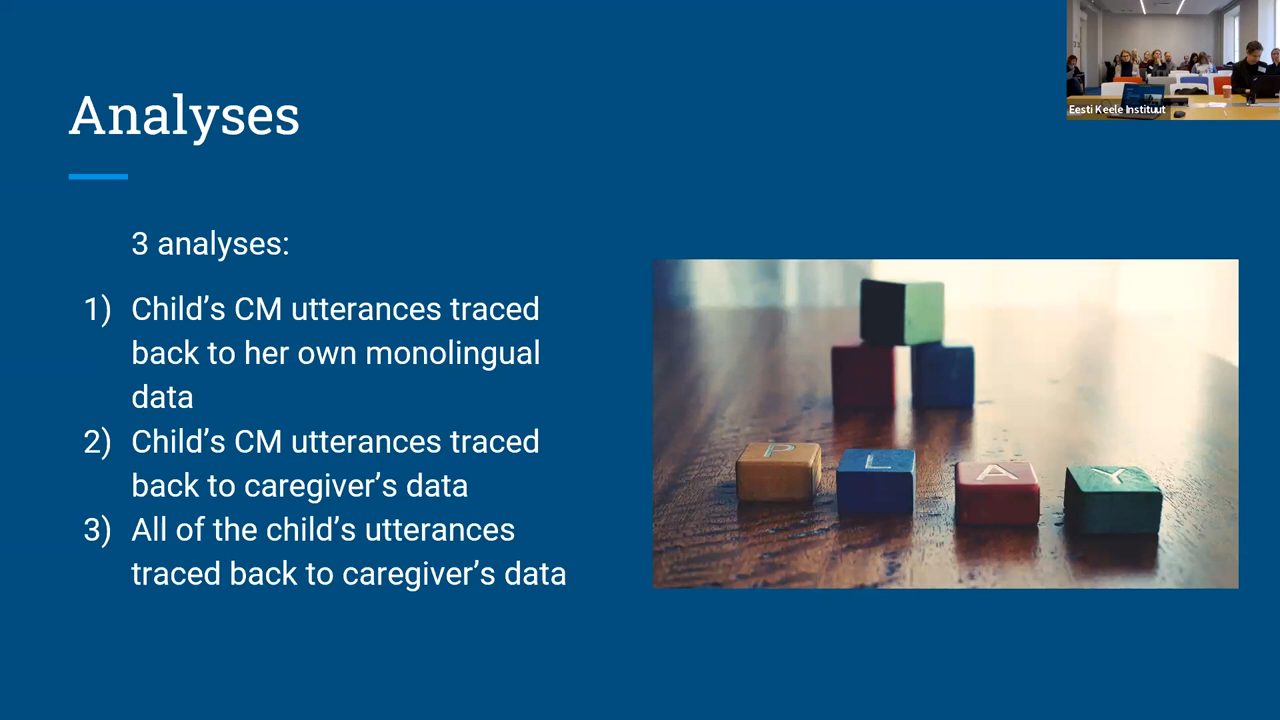 Analyses
3 analyses:
1) Child’s CM utterances traced
back to her own monolingual
data
2) Child’s CM utterances traced
back to caregiver’s data
3) All of the child’s utterances
traced back to caregiver’s data
P L A Y
Eesti Keele Instituut